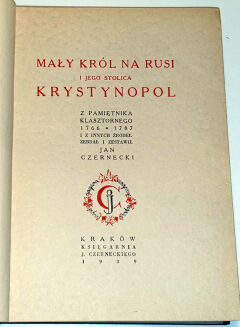 MAŁY KRÓL NA RUSI
I JEGO STOLICA
KRYSTYNOPOL
Z PAMIĘTNIKA
KLASZTORNEGO
1766 • 1787
I Z INNYCH ŹRÓDEŁ
ZEBRAŁ I ZESTAWIŁ
JAN
CZERNECKI
KRAKÓW
KSIĘGARNIA
J. CZERNECKIEGO
1939